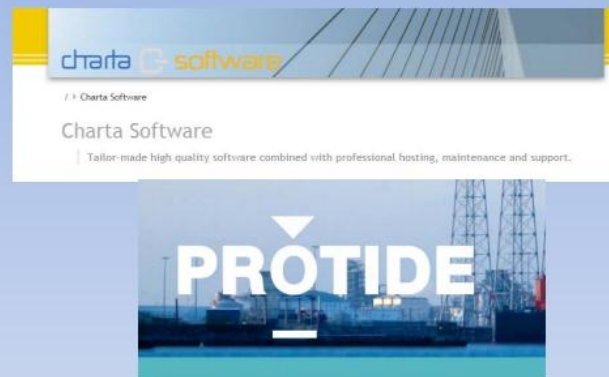 charta software
/ › Charta Software
Charta Software
Tailor-made high quality software combined with professional hosting, maintenance and support.
PROTIDE